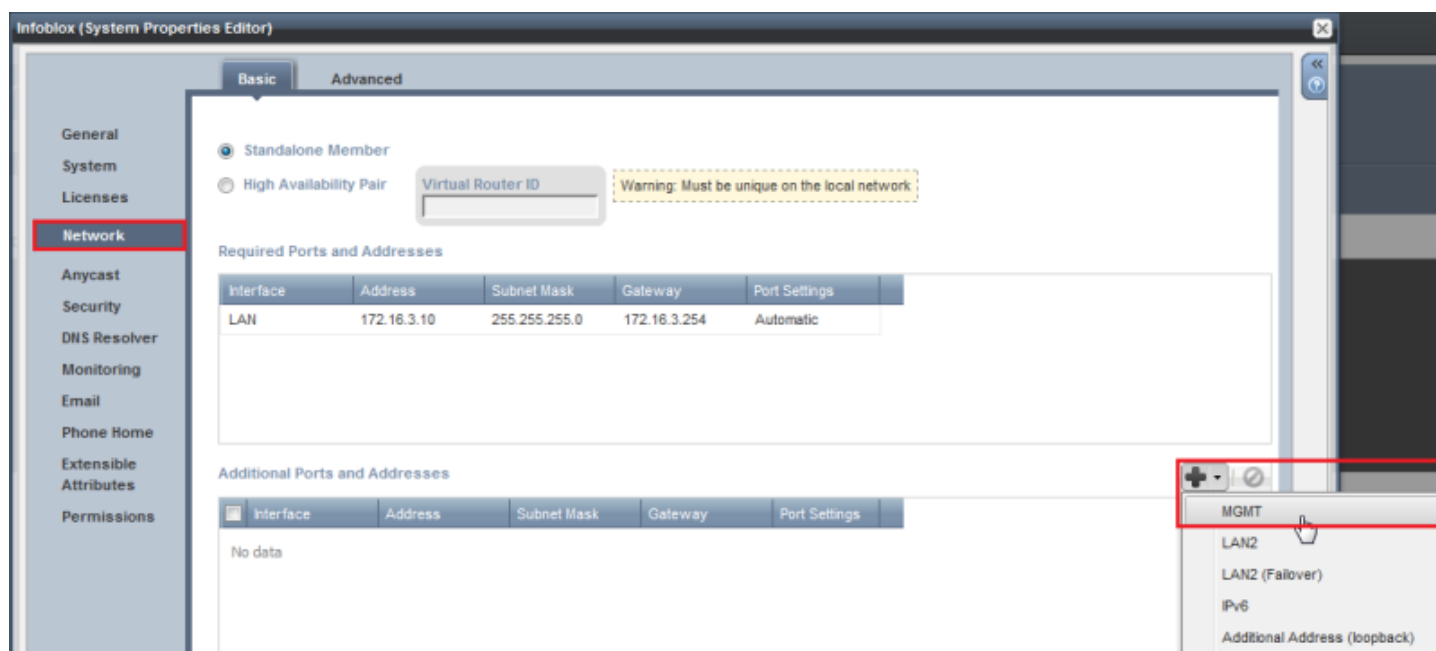 Infoblox (System Properties Editor)
Basic Advanced
General
System
Licenses
Network
Anycast
Security
DNS Resolver
Monitoring
Email
Phone Home
Extensible
Attributes
Permissions
Standalone Member
High Availability Pair
Virtual Router ID
Warning: Must be unique on the local network
Required Ports and Addresses
Interface Address Subnet Mask Gateway Port Settings
LAN 172.16.3.10 255.255.255.0 172.16.3.254 Automatic
Additional Ports and Addresses
Interface Address Subnet Mask Gateway Port Settings
No data
MGMT
LAN2
LAN2 (Failover)
IPv6
Additional Address (loopback)